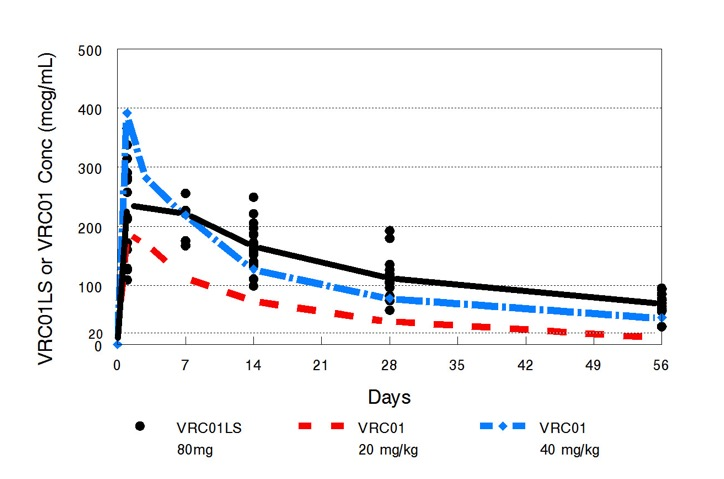 VRC01LS or VRC01 Conc (mcg/mL)
500
400
300
200
100
20
0
0 7 14 21 28 35 42 49 56
Days
VRC01LS VRC01 VRC01
80mg 20 mg/kg 40 mg/kg